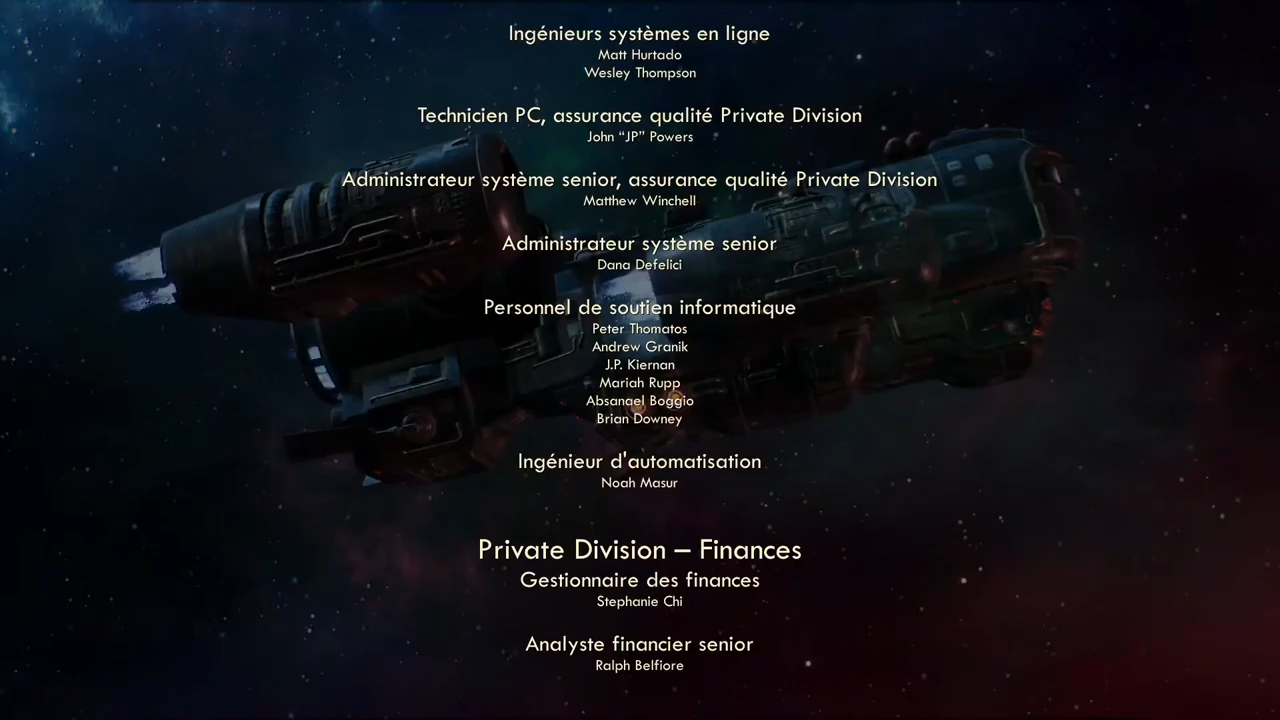 Ingénieurs systèmes en ligne
Matt Hurtado
Wesley Thompson
Technicien PC, assurance qualité Private Division
John “JP” Powers
Administrateur système senior, assurance qualité Private Division
Matthew Winchell
Administrateur système senior
Dana Defelici
Personnel de soutien informatique
Peter Thomatos
Andrew Granik
J.P. Kiernan
Mariah Rupp
Absanael Boggio
Brian Downey
Ingénieur d'automatisation
Noah Masur
Private Division – Finances
Gestionnaire des finances
Stephanie Chi
Analyste financier senior
Ralph Belfiore